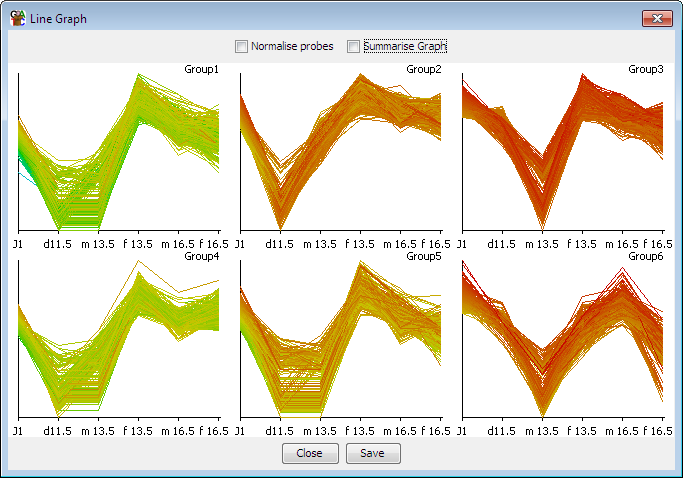 Line Graph
Normalise probes Summarise Graph
Group1 Group2 Group3
J1 d11.5 m 13.5 f 13.5 m 16.5 f 16.5 J1 d11.5 m 13.5 f 13.5 m 16.5 f 16.5 J1 d11.5 m 13.5 f 13.5 m 16.5 f 16.5
Group4 Group5 Group6
J1 d11.5 m 13.5 f 13.5 m 16.5 f 16.5 J1 d11.5 m 13.5 f 13.5 m 16.5 f 16.5 J1 d11.5 m 13.5 f 13.5 m 16.5 f 16.5
Close Save